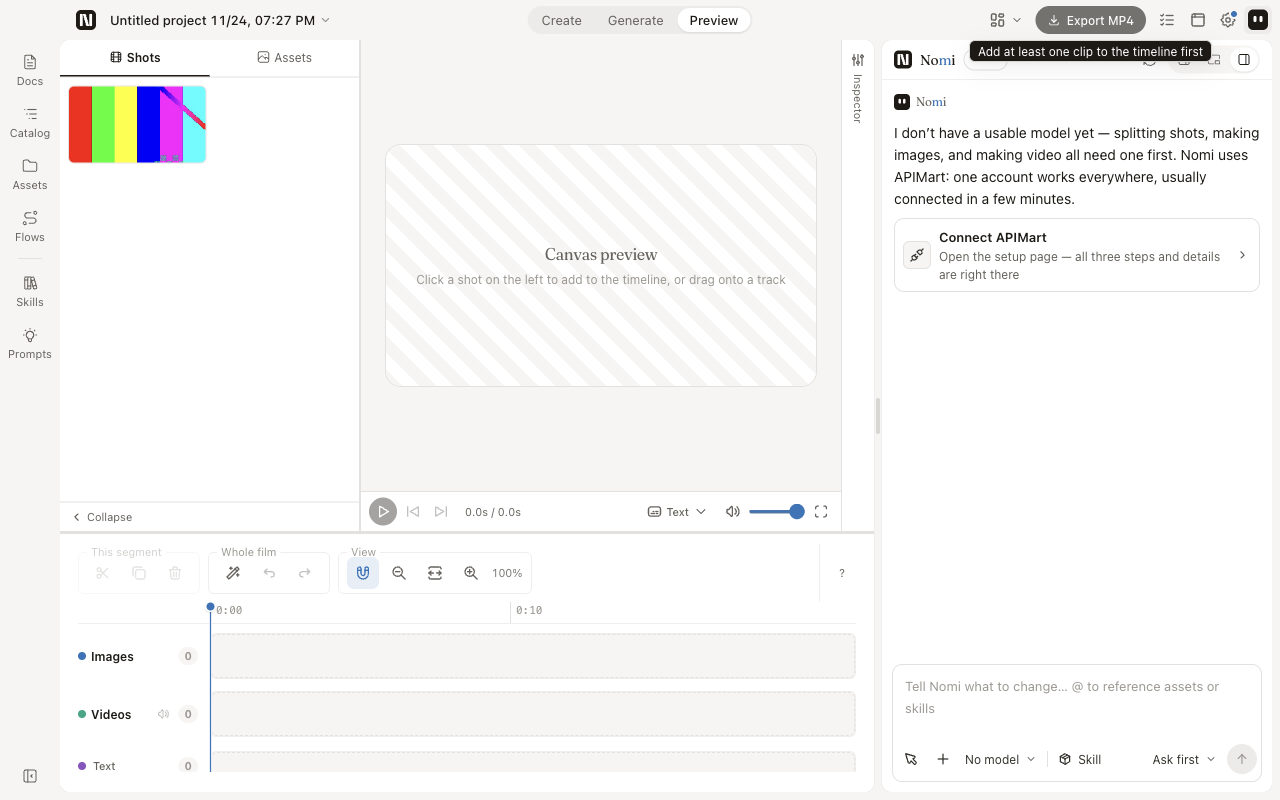 Untitled project 11/24, 07:27 PM
Create
Generate
Preview
Export MP4
Add at least one clip to the timeline first
Docs
Catalog
Assets
Flows
Skills
Prompts
Shots
Assets
Collapse
Canvas preview
Click a shot on the left to add to the timeline, or drag onto a track
0.0s / 0.0s
Text
Inspector
This segment
Whole film
View
100%
?
0:00
0:10
Images
0
Videos
0
Text
0
Nomi
Nomi
I don't have a usable model yet — splitting shots, making
images, and making video all need one first. Nomi uses
APIMart: one account works everywhere, usually
connected in a few minutes.
Connect APIMart
Open the setup page — all three steps and details
are right there
Tell Nomi what to change... @ to reference assets or
skills
No model
Skill
Ask first